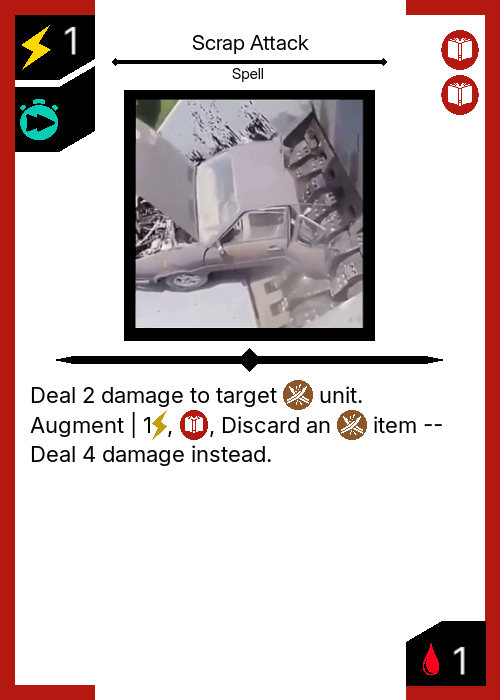 1
Scrap Attack
Spell
Deal 2 damage to target unit.
Augment | 1, , Discard an item --
Deal 4 damage instead.
1